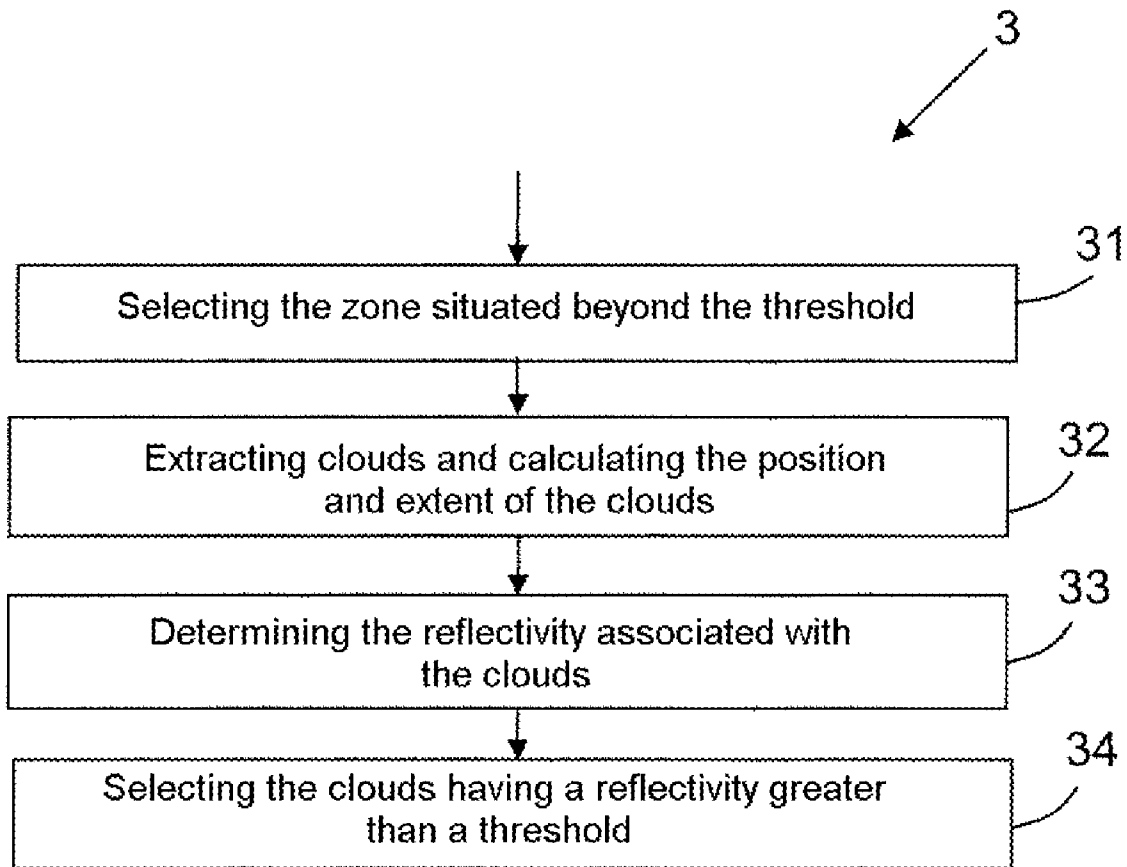 3
31
Selecting the zone situated beyond the threshold
32
Extracting clouds and calculating the position
and extent of the clouds
33
Determining the reflectivity associated with
the clouds
34
Selecting the clouds having a reflectivity greater
than a threshold